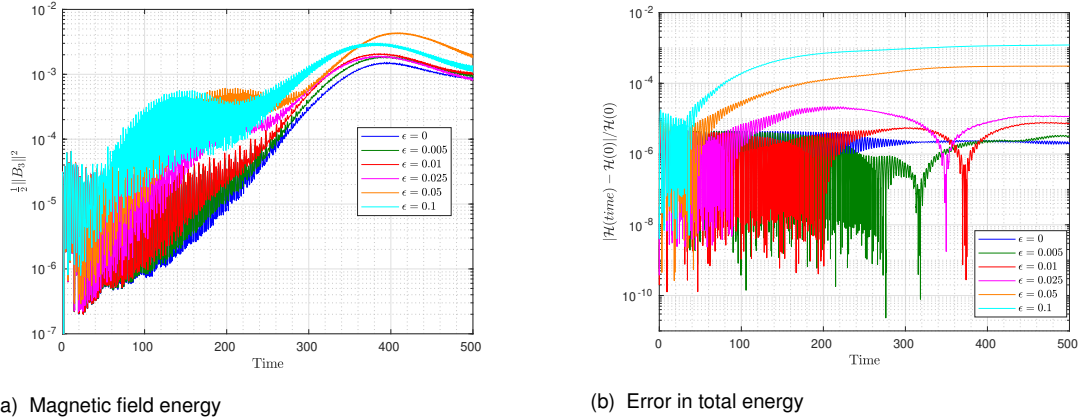 10^-2
10^-3
10^-4
10^-5
10^-6
10^-7
½‖B₃‖²
0 100 200 300 400 500
Time
ϵ = 0
ϵ = 0.005
ϵ = 0.01
ϵ = 0.025
ϵ = 0.05
ϵ = 0.1
a) Magnetic field energy
10^-2
10^-4
10^-6
10^-8
10^-10
|ℋ(time) − ℋ(0)|/ℋ(0)
0 100 200 300 400 500
Time
ϵ = 0
ϵ = 0.005
ϵ = 0.01
ϵ = 0.025
ϵ = 0.05
ϵ = 0.1
(b) Error in total energy